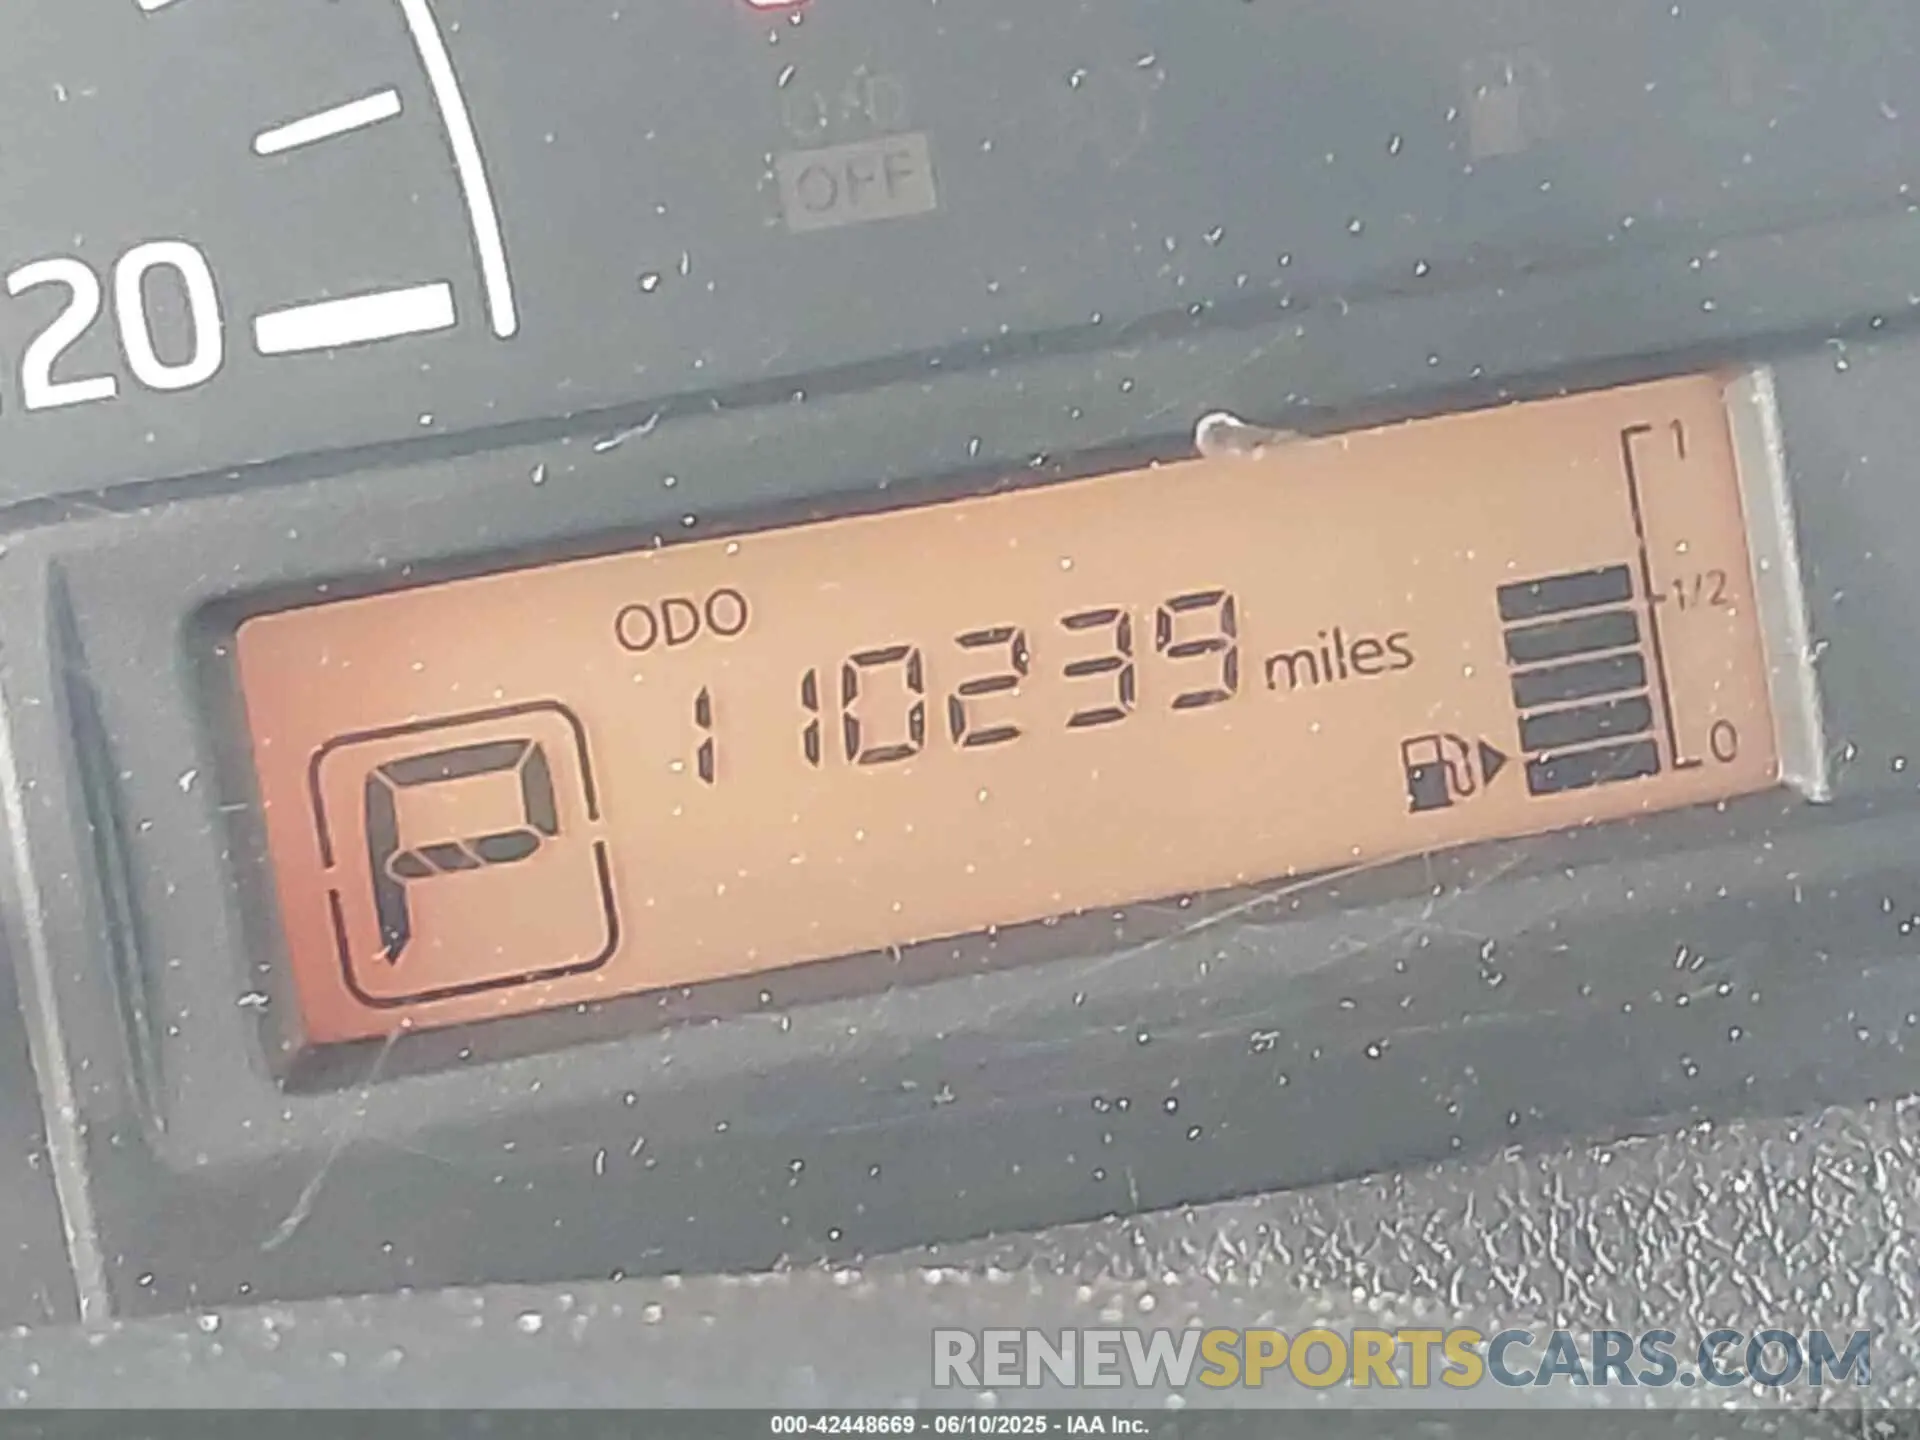 20
OFF
1
ODO
1/2
110239 miles
0
P
RENEWSPORTSCARS.COM
000-42448669 - 06/10/2025 - IAA Inc.